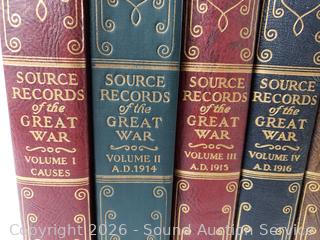 SOURCE
RECORDS
of the
GREAT
WAR
VOLUME I
CAUSES
SOURCE
RECORDS
of the
GREAT
WAR
VOLUME II
A.D. 1914
SOURCE
RECORDS
of the
GREAT
WAR
VOLUME III
A.D. 1915
SOURCE
RECORDS
of the
GREAT
WAR
VOLUME IV
A.D. 1916
Copyright 2026 - Sound Auction Service